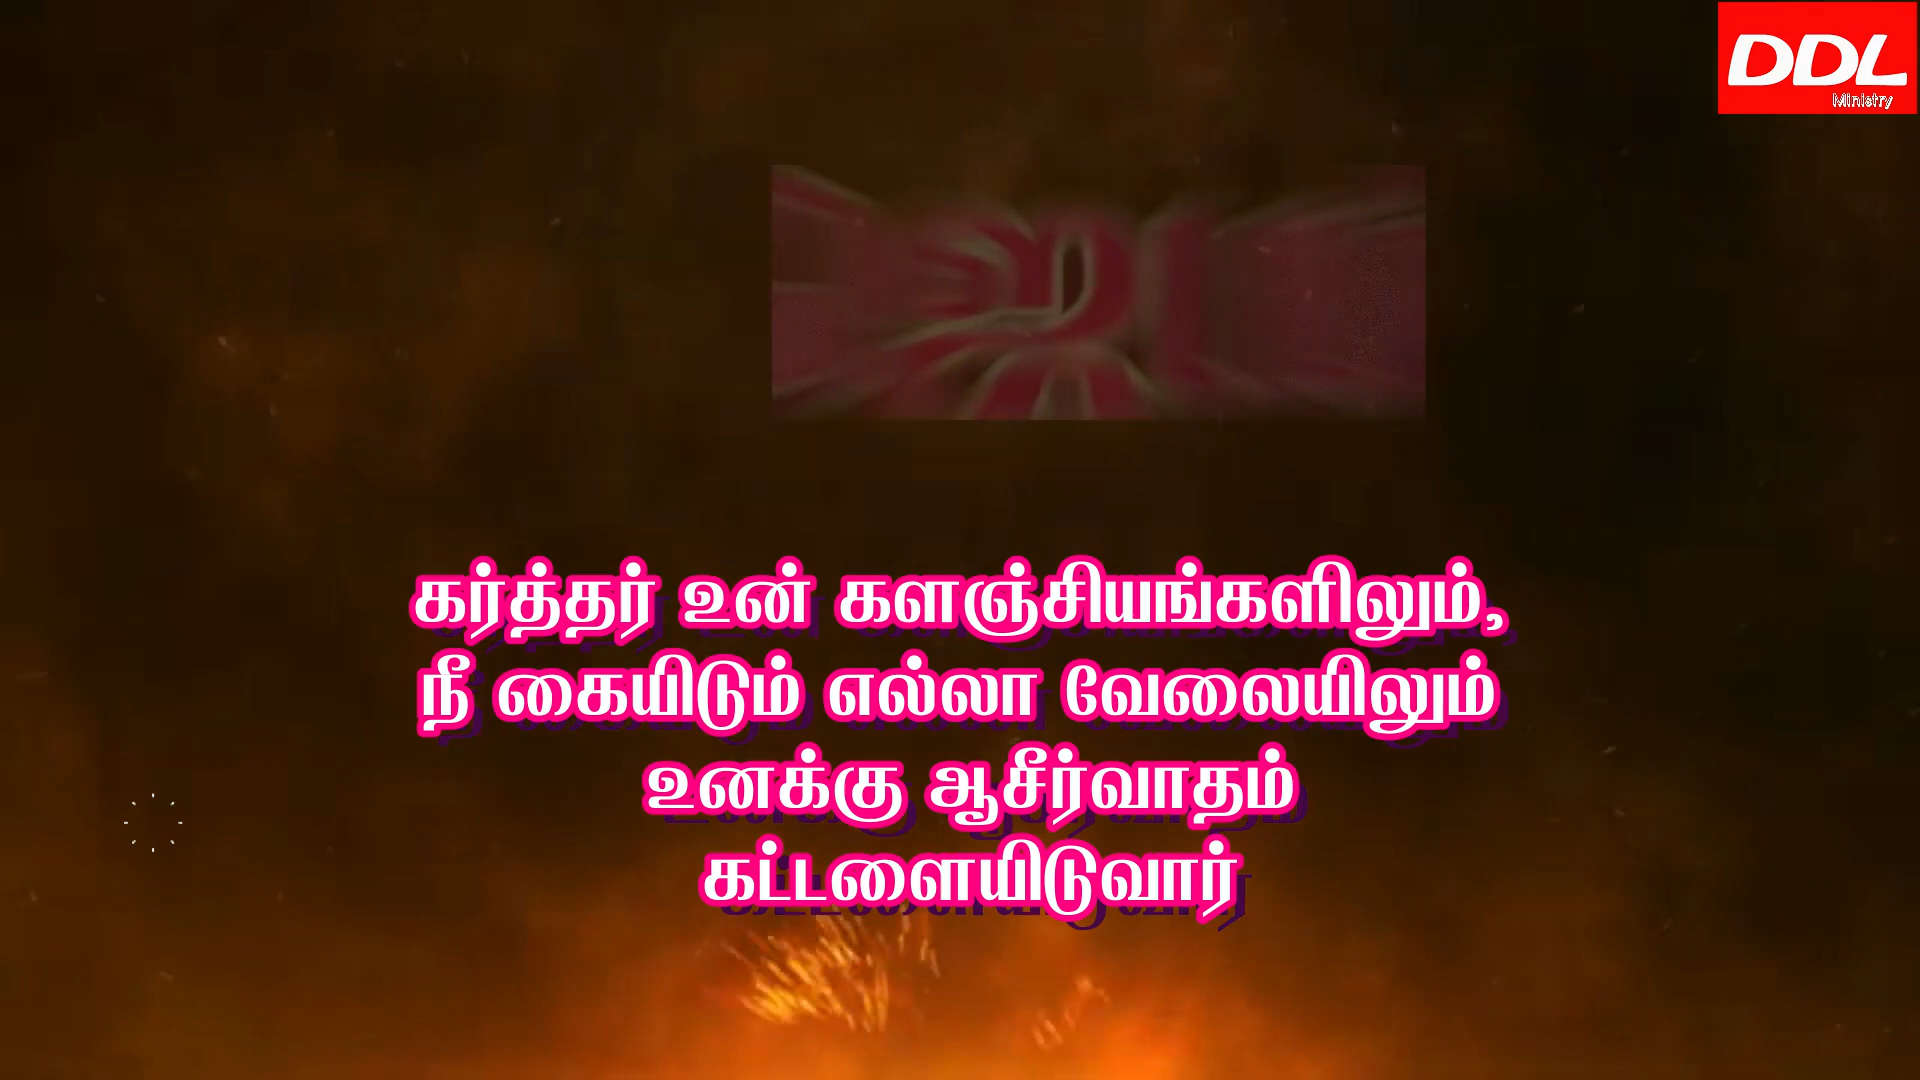 DDL
Ministry
கர்த்தர் உன் களஞ்சியங்களிலும்,
நீ கையிடும் எல்லா வேலையிலும்
உனக்கு ஆசீர்வாதம்
கட்டளையிடுவார்